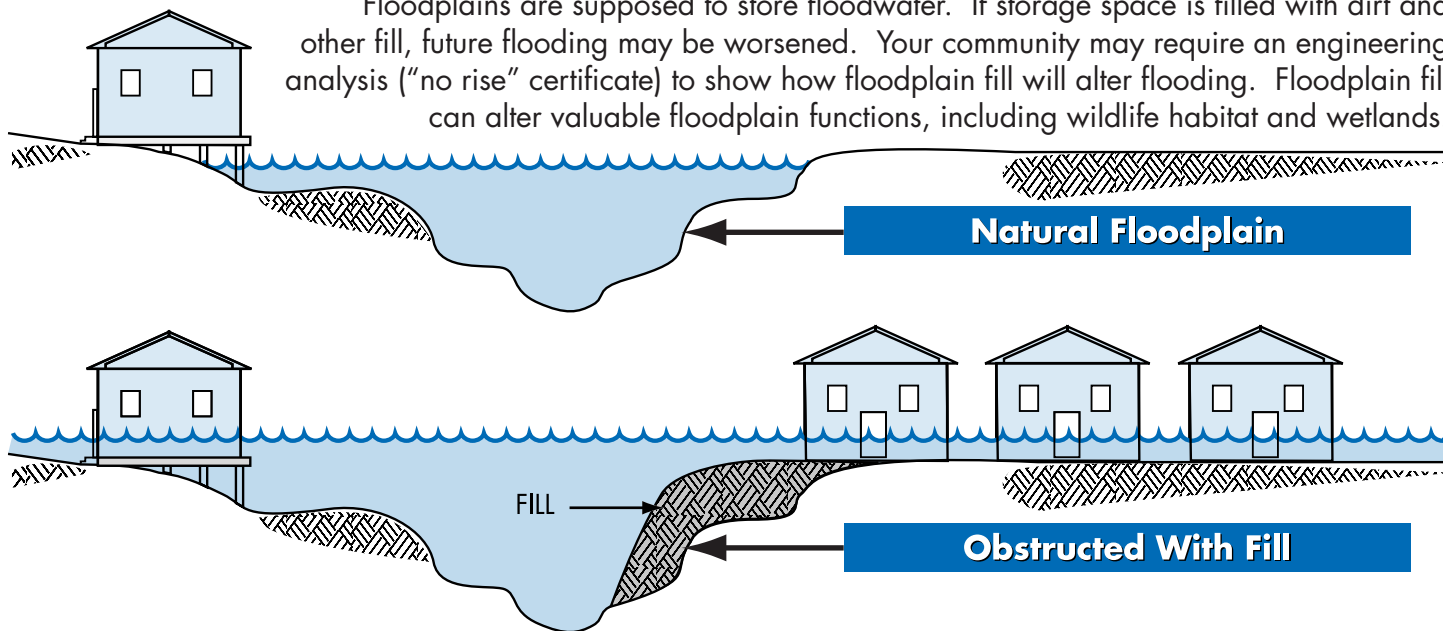 Floodplains are supposed to store floodwater. If storage space is filled with dirt and
other fill, future flooding may be worsened. Your community may require an engineering
analysis (“no rise” certificate) to show how floodplain fill will alter flooding. Floodplain fil
can alter valuable floodplain functions, including wildlife habitat and wetlands
Natural Floodplain
FILL
Obstructed With Fill